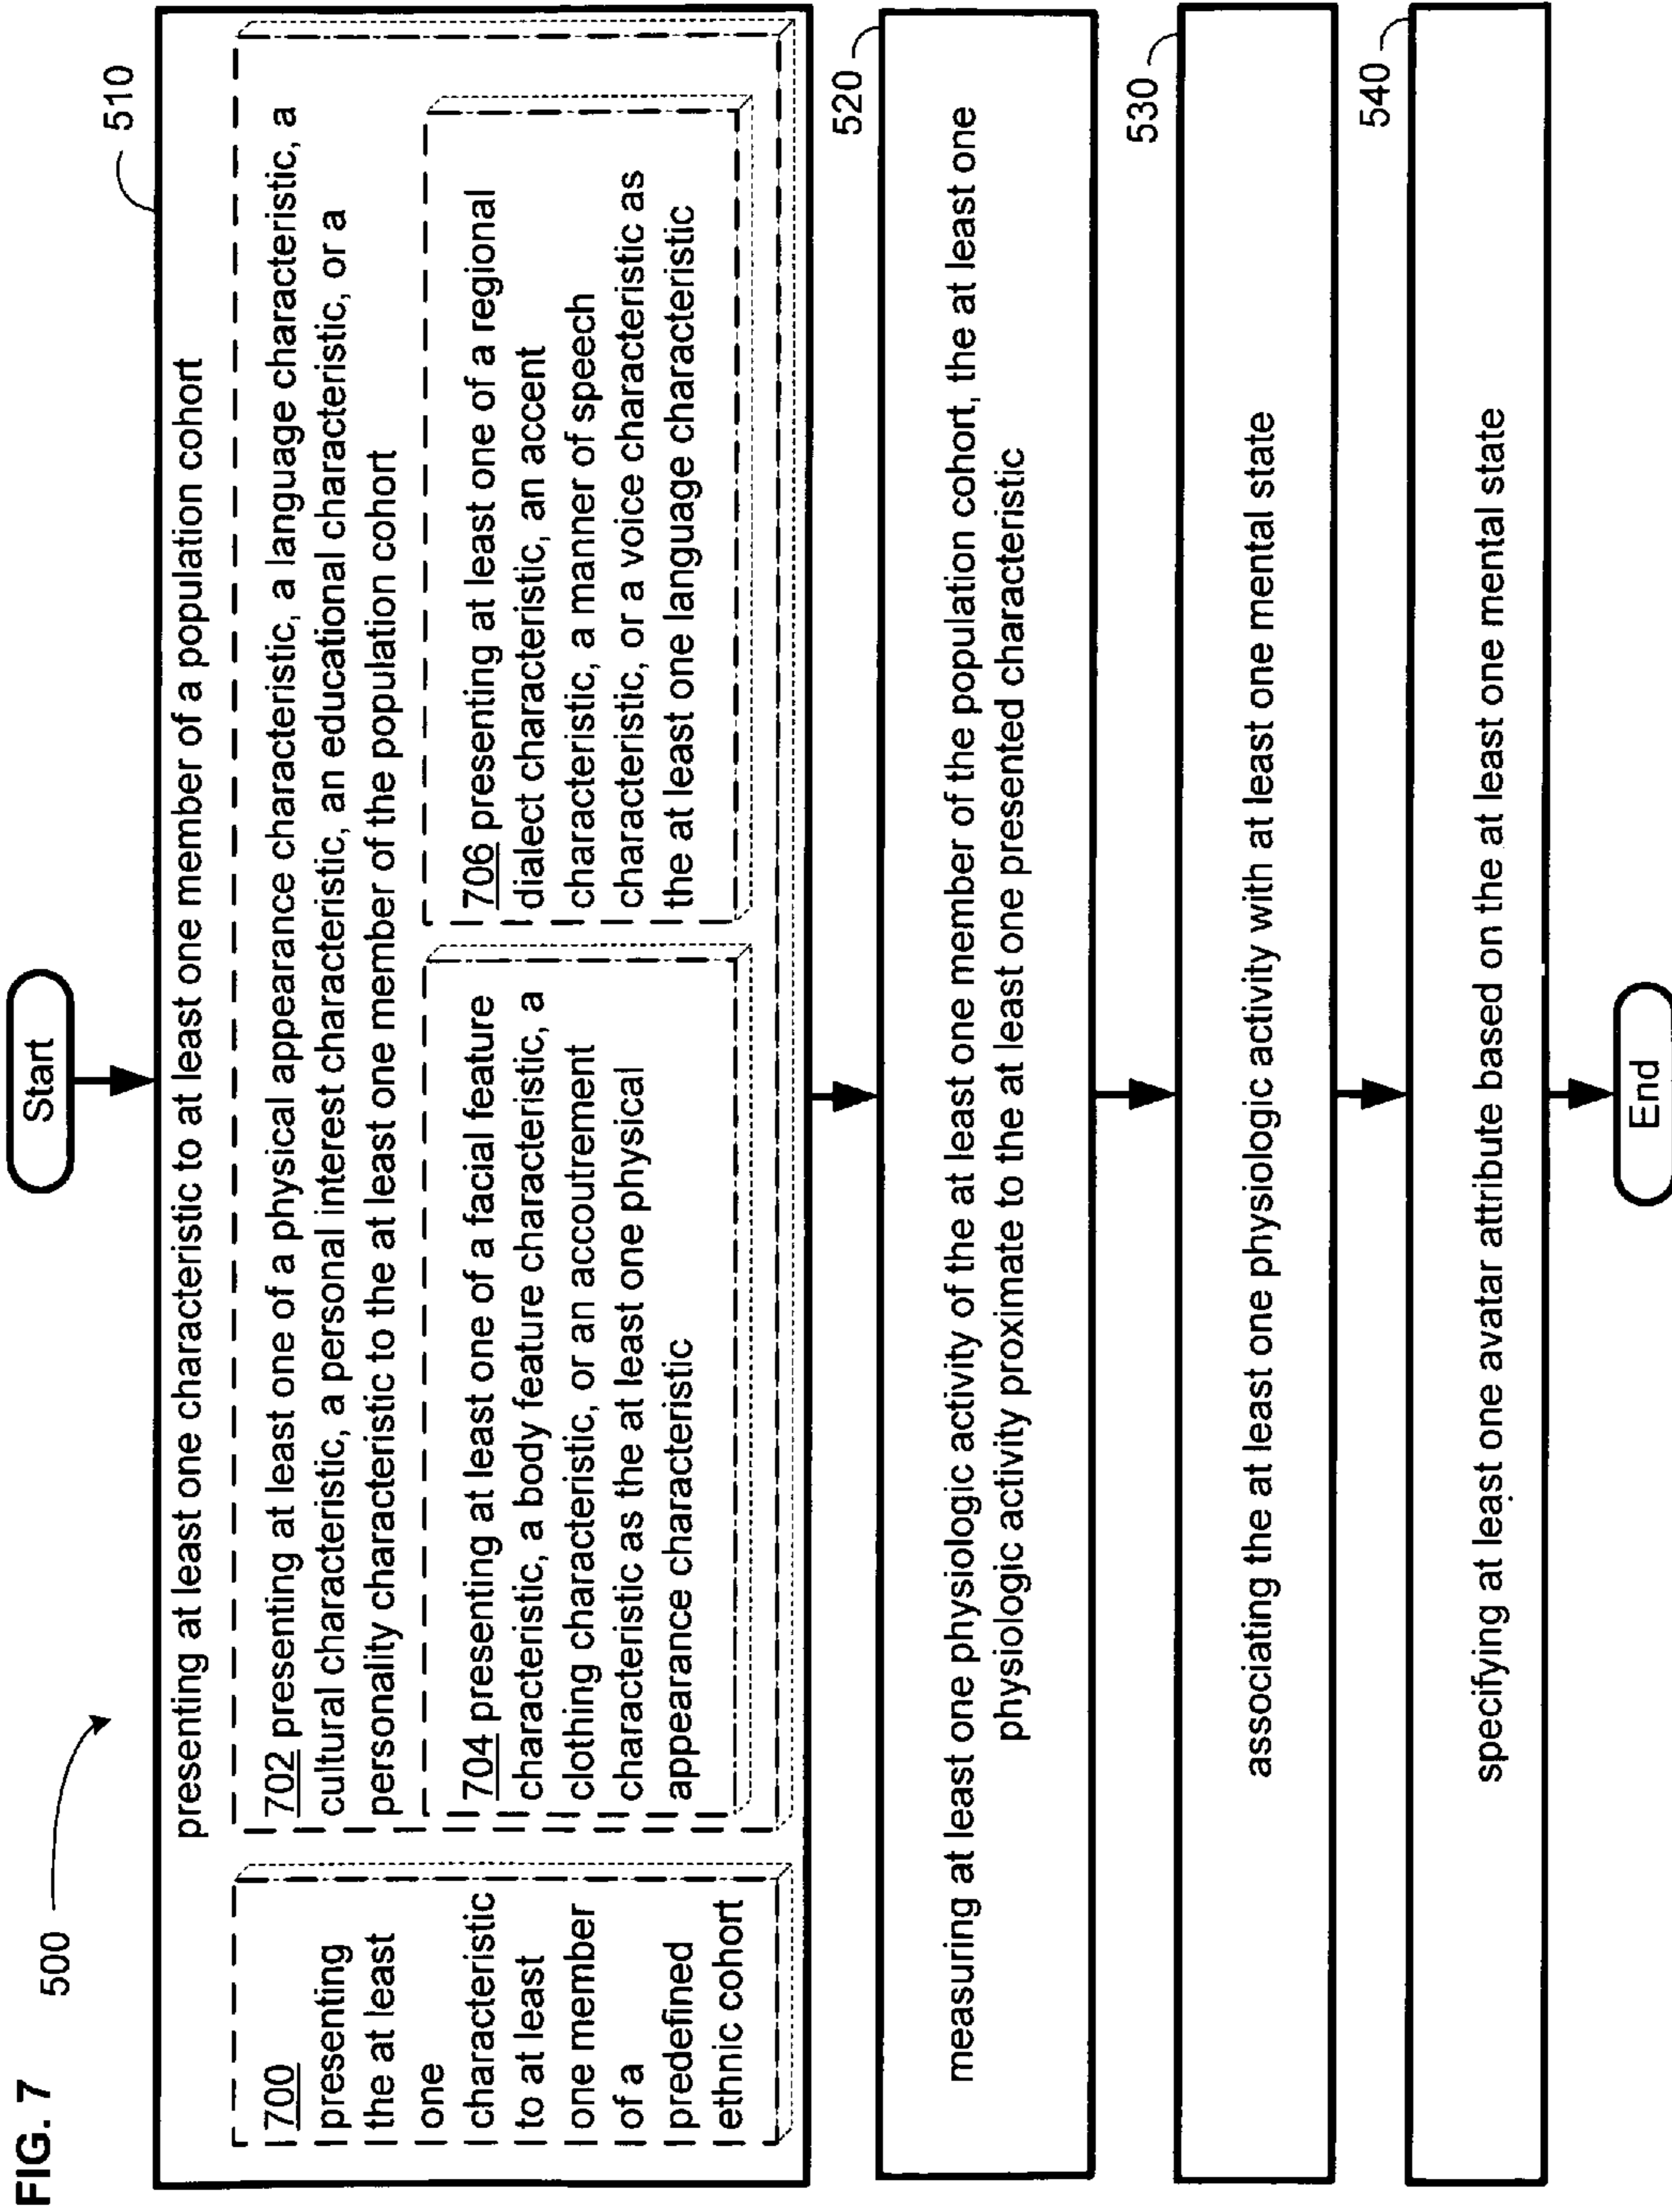 FIG. 7
500
Start
510
presenting at least one characteristic to at least one member of a population cohort
700
presenting
the at least
one
characteristic
to at least
one member
of a
predefined
ethnic cohort
702 presenting at least one of a physical appearance characteristic, a language characteristic, a
cultural characteristic, a personal interest characteristic, an educational characteristic, or a
personality characteristic to the at least one member of the population cohort
704 presenting at least one of a facial feature
characteristic, a body feature characteristic, a
clothing characteristic, or an accoutrement
characteristic as the at least one physical
appearance characteristic
706 presenting at least one of a regional
dialect characteristic, an accent
characteristic, a manner of speech
characteristic, or a voice characteristic as
the at least one language characteristic
520
measuring at least one physiologic activity of the at least one member of the population cohort, the at least one
physiologic activity proximate to the at least one presented characteristic
530
associating the at least one physiologic activity with at least one mental state
540
specifying at least one avatar attribute based on the at least one mental state
End